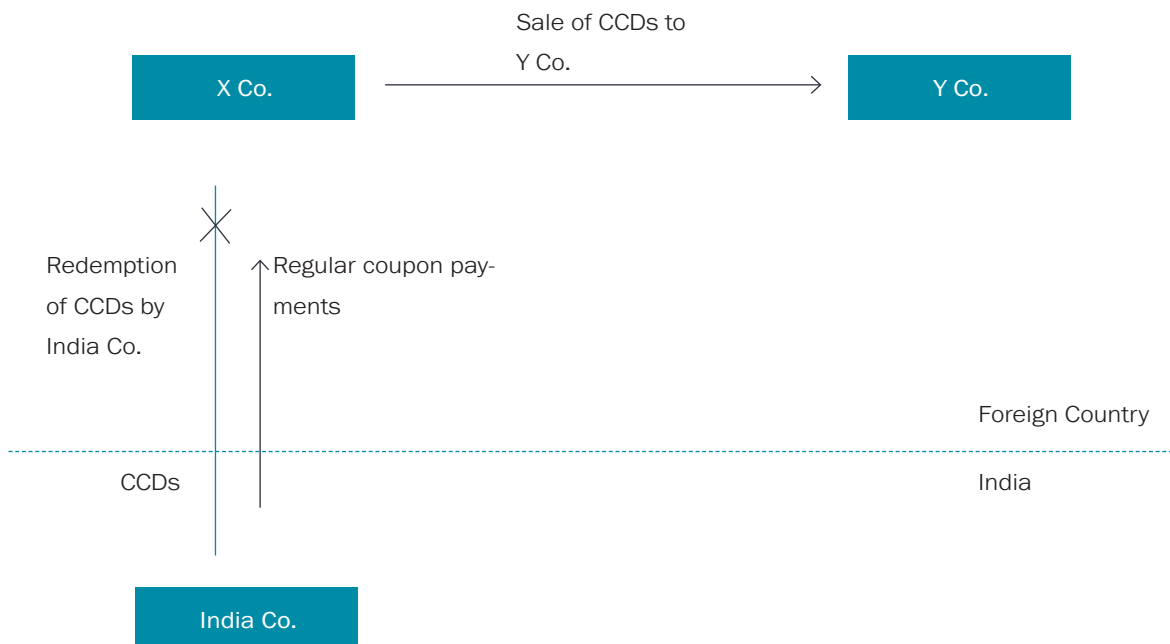 Sale of CCDs to
Y Co.
X Co.
Y Co.
Redemption
of CCDs by
India Co.
Regular coupon pay-
ments
Foreign Country
CCDs
India
India Co.